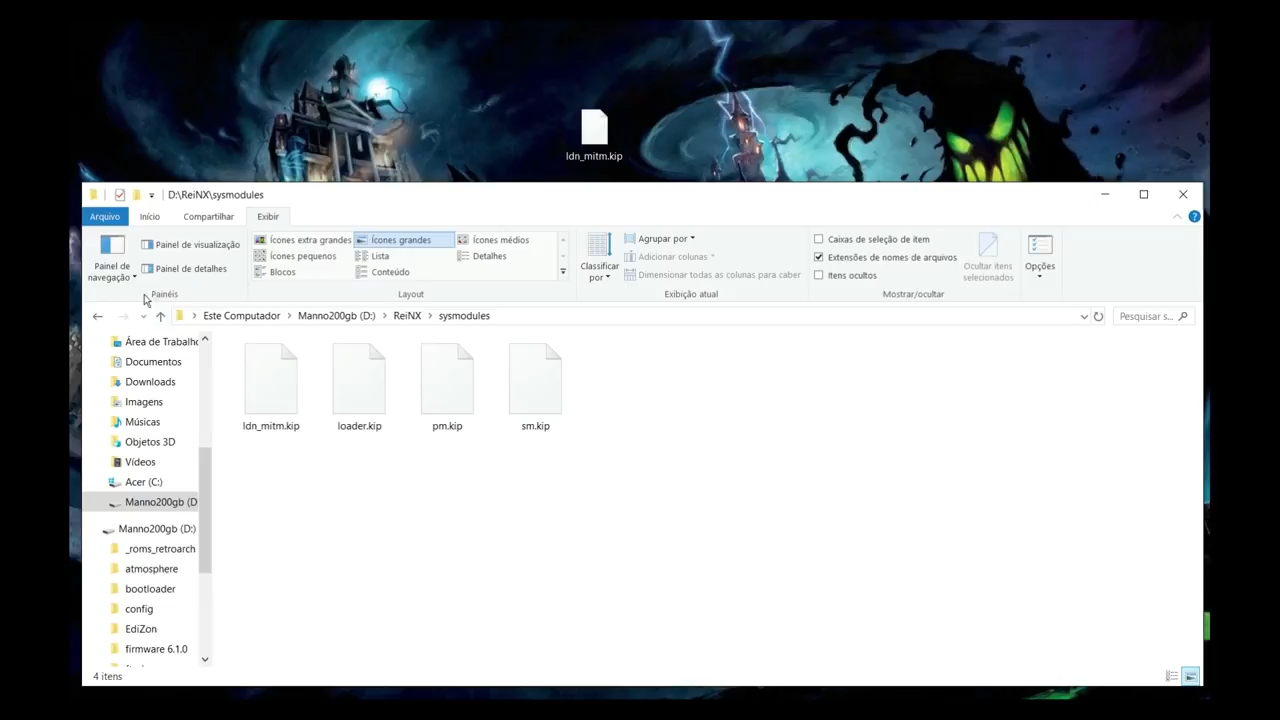 ldn_mitm.kip
D:\ReiNX\sysmodules
Arquivo Início Compartilhar Exibir
Painel de navegação
Painel de visualização
Painel de detalhes
Painéis
Ícones extra grandes Ícones grandes Ícones médios
Ícones pequenos Lista Detalhes
Blocos Conteúdo
Layout
Classificar por
Agrupar por
Adicionar colunas
Dimensionar todas as colunas para caber
Exibição atual
Caixas de seleção de item
Extensões de nomes de arquivos
Itens ocultos
Ocultar itens selecionados
Mostrar/ocultar
Opções
Este Computador Manno200gb (D:) ReiNX sysmodules
Pesquisar s...
Área de Trabalho
Documentos
Downloads
Imagens
Músicas
Objetos 3D
Vídeos
Acer (C:)
Manno200gb (D
Manno200gb (D:)
_roms_retroarch
atmosphere
bootloader
config
EdiZon
firmware 6.1.0
ldn_mitm.kip loader.kip pm.kip sm.kip
4 itens